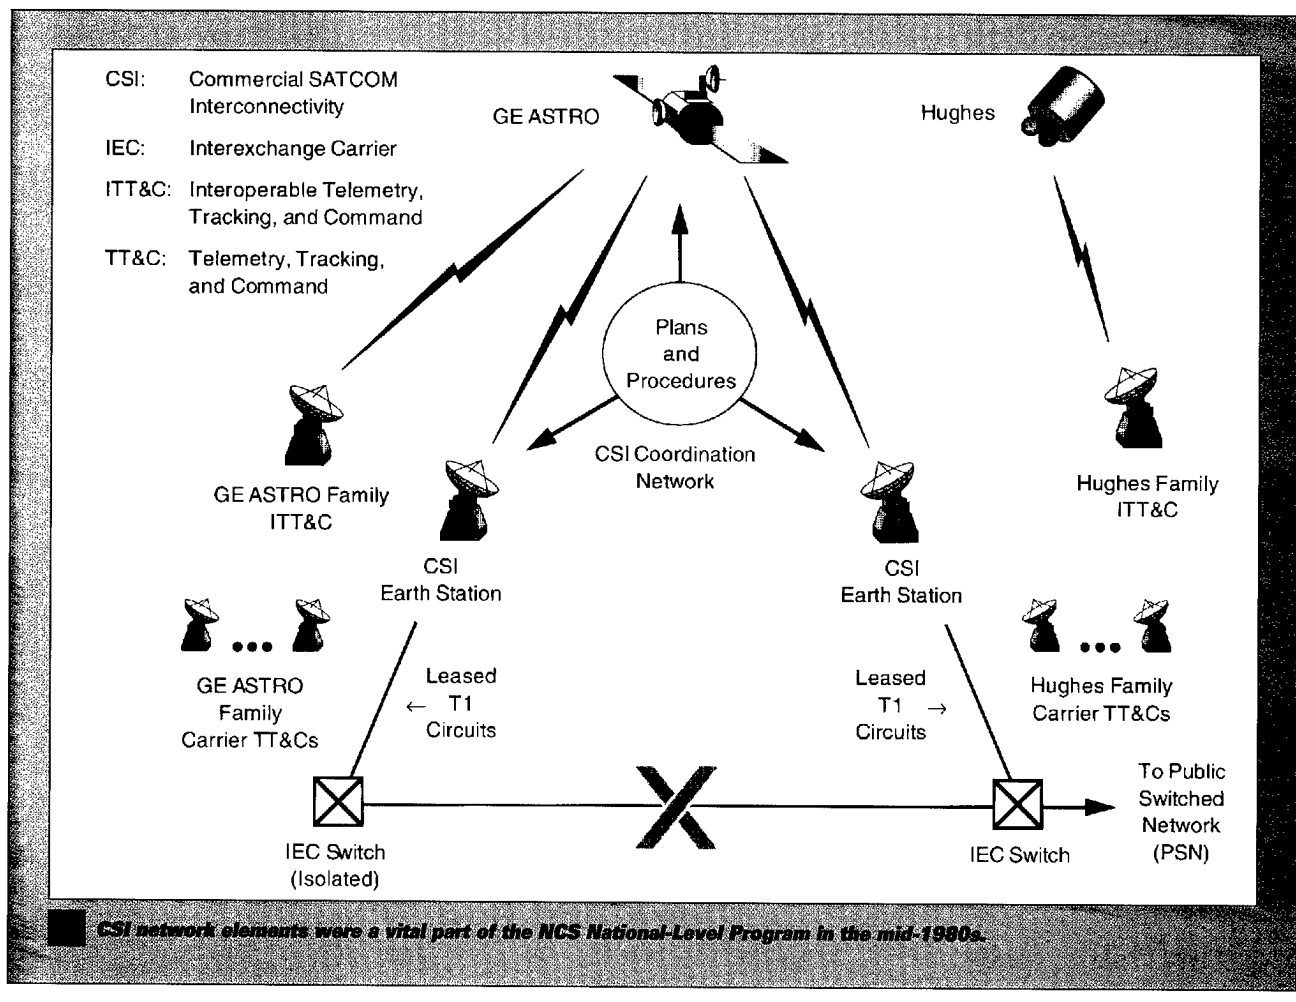 CSI: Commercial SATCOM
Interconnectivity
IEC: Interexchange Carrier
ITT&C: Interoperable Telemetry,
Tracking, and Command
TT&C: Telemetry, Tracking,
and Command
GE ASTRO
Hughes
Plans
and
Procedures
CSI Coordination
Network
GE ASTRO Family
ITT&C
Hughes Family
ITT&C
CSI
Earth Station
CSI
Earth Station
GE ASTRO
Family
Carrier TT&Cs
← Leased
T1
Circuits
Leased
T1 →
Circuits
Hughes Family
Carrier TT&Cs
IEC Switch
(Isolated)
IEC Switch
To Public
Switched
Network
(PSN)
CSI network elements were a vital part of the NCS National-Level Program in the mid-1980s.